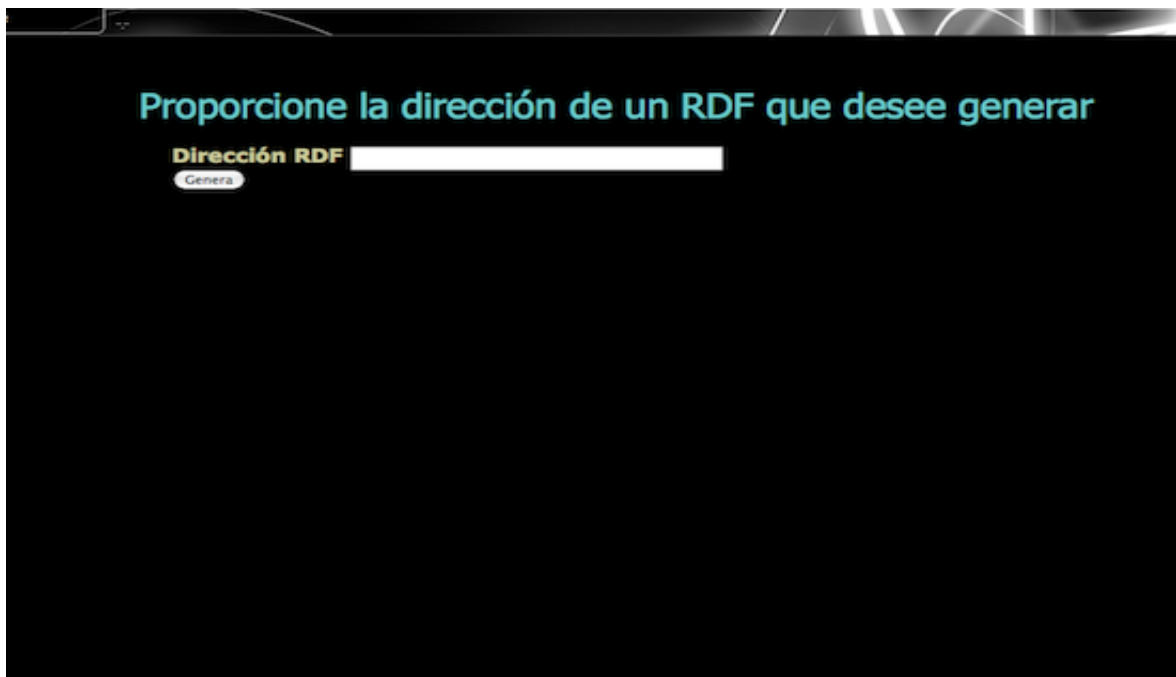 Proporcione la dirección de un RDF que desee generar
Dirección RDF
Genera